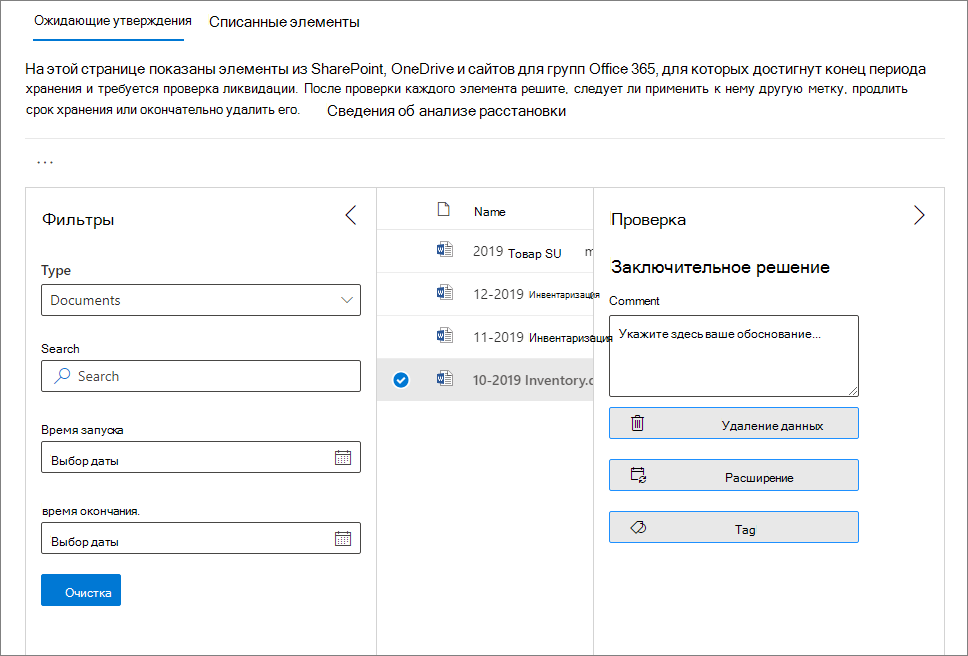 Ожидающие утверждения Списанные элементы
На этой странице показаны элементы из SharePoint, OneDrive и сайтов для групп Office 365, для которых достигнут конец периода
хранения и требуется проверка ликвидации. После проверки каждого элемента решите, следует ли применить к нему другую метку, продлить
срок хранения или окончательно удалить его. Сведения об анализе расстановки
...
Фильтры
Type
Documents
Search
Search
Время запуска
Выбор даты
время окончания.
Выбор даты
Очистка
Name
2019 Товар SU m
12-2019 Инвентаризация
11-2019 Инвентаризация
10-2019 Inventory.d
Проверка
Заключительное решение
Comment
Укажите здесь ваше обоснование...
Удаление данных
Расширение
Tag